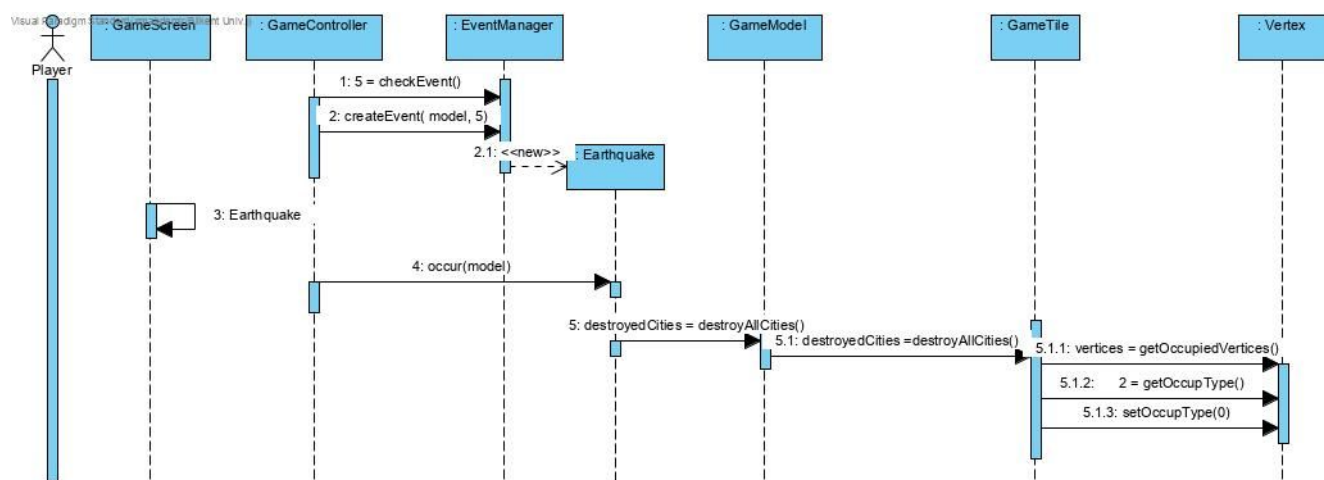 : GameScreen
: GameController
: EventManager
: GameModel
: GameTile
: Vertex
Player
1: 5 = checkEvent()
2: createEvent( model, 5)
2.1: <<new>>
: Earthquake
3: Earthquake
4: occur(model)
5: destroyedCities = destroyAllCities()
5.1: destroyedCities =destroyAllCities()
5.1.1: vertices = getOccupiedVertices()
5.1.2: 2 = getOccupType()
5.1.3: setOccupType(0)